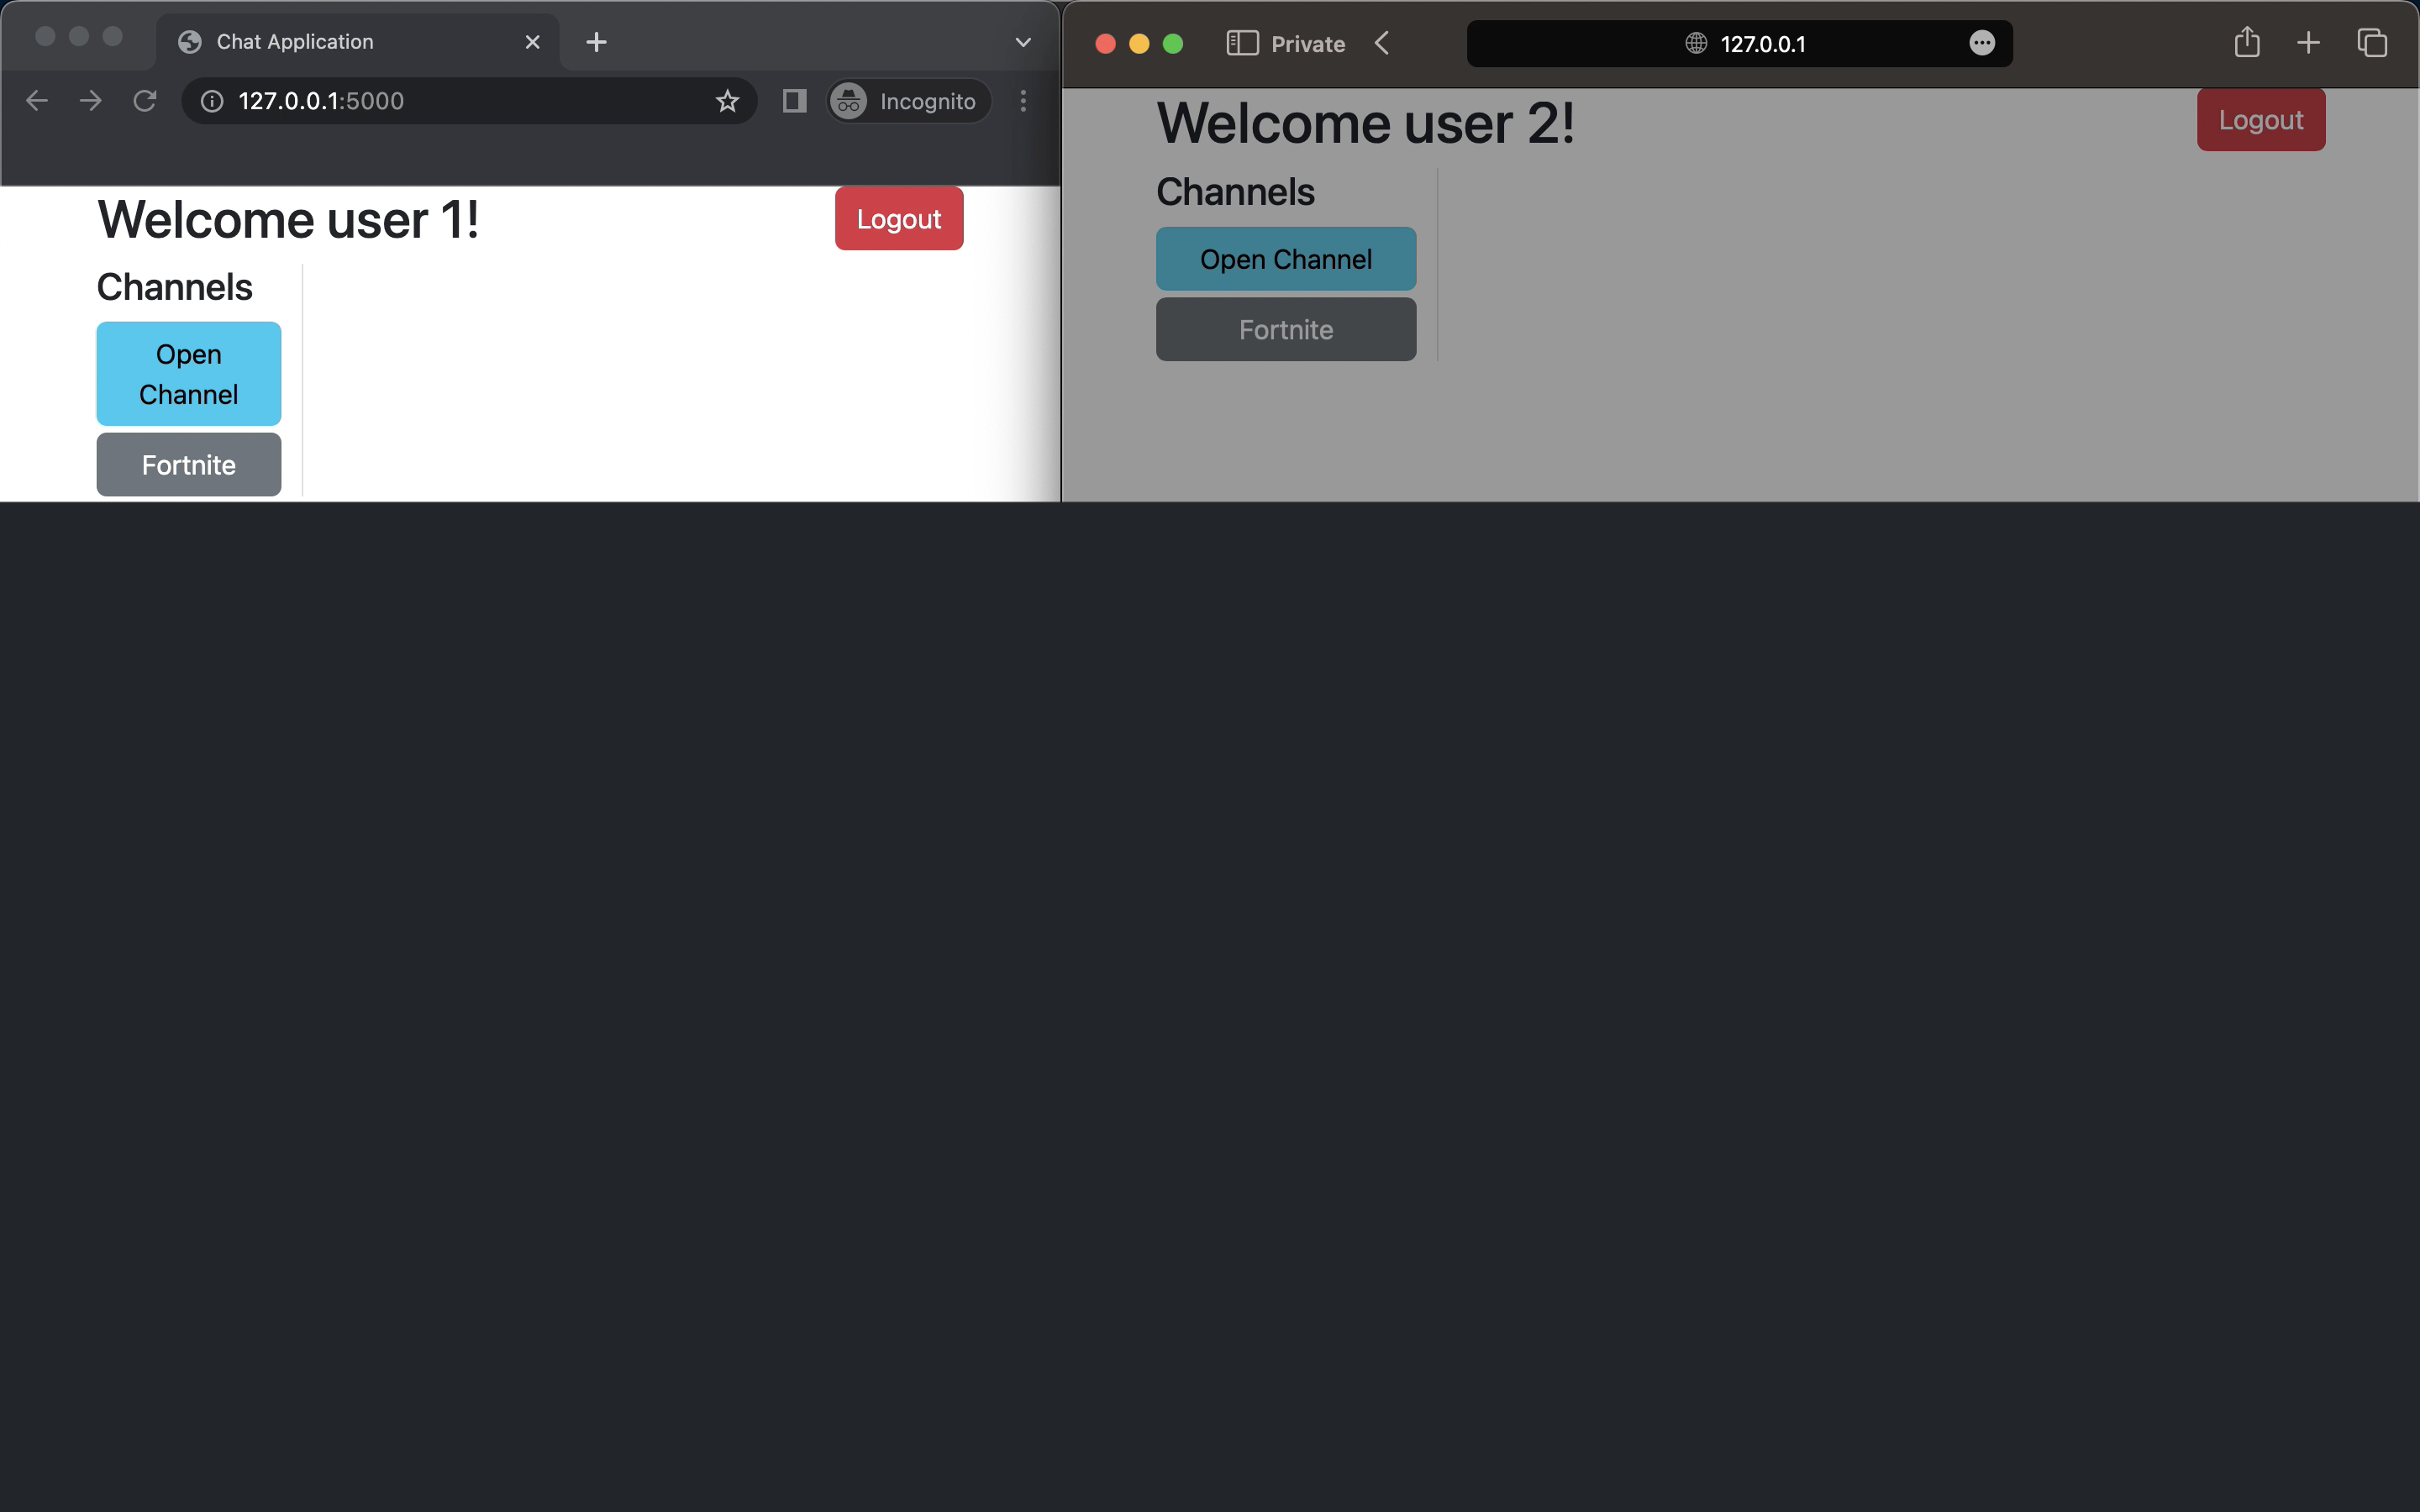 Chat Application
127.0.0.1:5000
Incognito
Welcome user 1!
Logout
Channels
Open
Channel
Fortnite
Private
127.0.0.1
Welcome user 2!
Logout
Channels
Open Channel
Fortnite